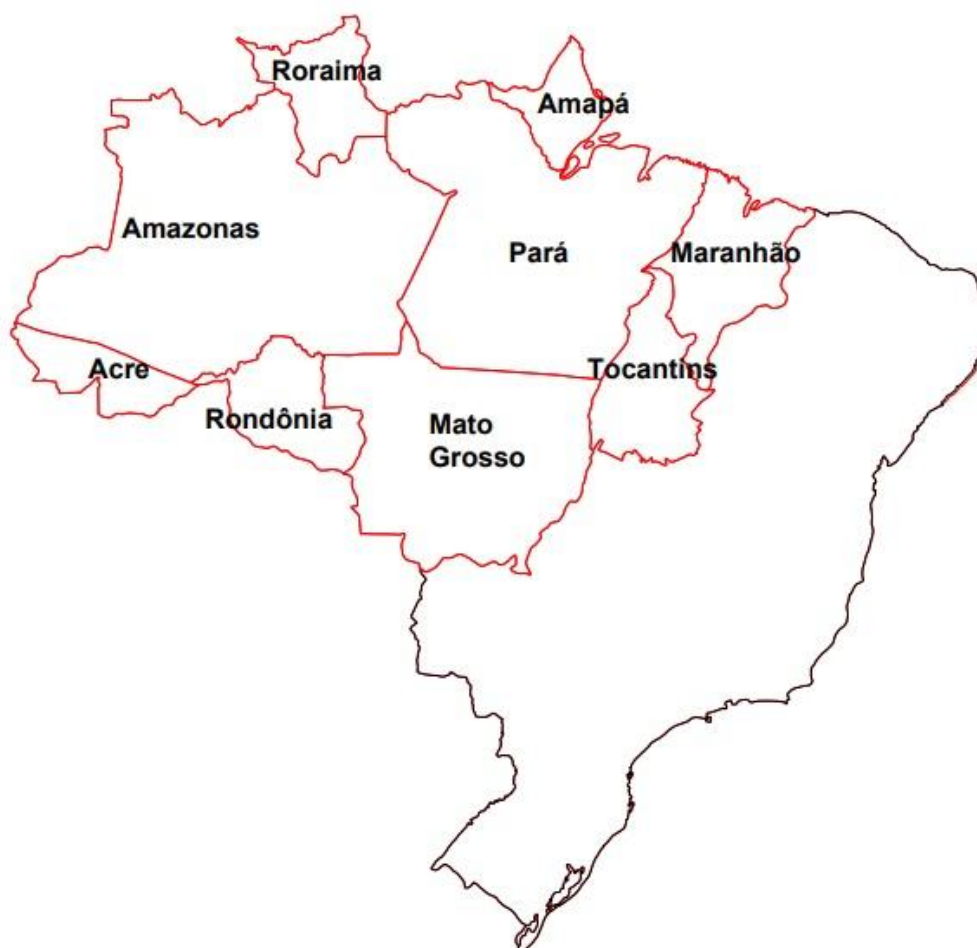 Roraima
Amapá
Amazonas
Pará
Maranhão
Acre
Tocantins
Rondônia
Mato
Grosso